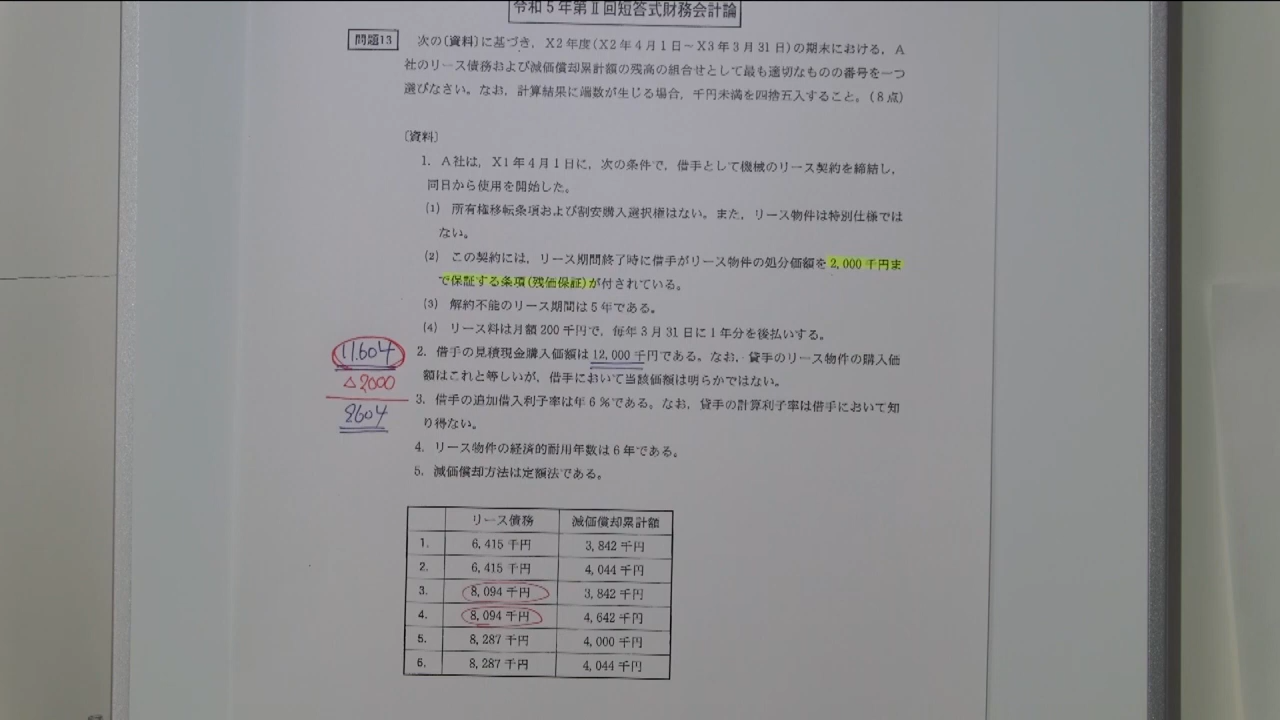 令和5年第Ⅱ回短答式財務会計論
問題13 次の〔資料〕に基づき，X2年度(X2年4月1日～X3年3月31日)の期末における，A
社のリース債務および減価償却累計額の残高の組合せとして最も適切なものの番号を一つ
選びなさい。なお，計算結果に端数が生じる場合，千円未満を四捨五入すること。(8点)
〔資料〕
1．A社は，X1年4月1日に，次の条件で，借手として機械のリース契約を締結し，
同日から使用を開始した。
(1) 所有権移転条項および割安購入選択権はない。また，リース物件は特別仕様では
ない。
(2) この契約には，リース期間終了時に借手がリース物件の処分価額を2,000千円ま
で保証する条項(残価保証)が付されている。
(3) 解約不能のリース期間は5年である。
(4) リース料は月額200千円で，毎年3月31日に1年分を後払いする。
2．借手の見積現金購入価額は12,000千円である。なお，貸手のリース物件の購入価
額はこれと等しいが，借手において当該価額は明らかではない。
3．借手の追加借入利子率は年6％である。なお，貸手の計算利子率は借手において知
り得ない。
4．リース物件の経済的耐用年数は6年である。
5．減価償却方法は定額法である。
11.604
△2000
9604
リース債務 減価償却累計額
1. 6,415千円 3,842千円
2. 6,415千円 4,044千円
3. 8,094千円 3,842千円
4. 8,094千円 4,642千円
5. 8,287千円 4,000千円
6. 8,287千円 4,044千円